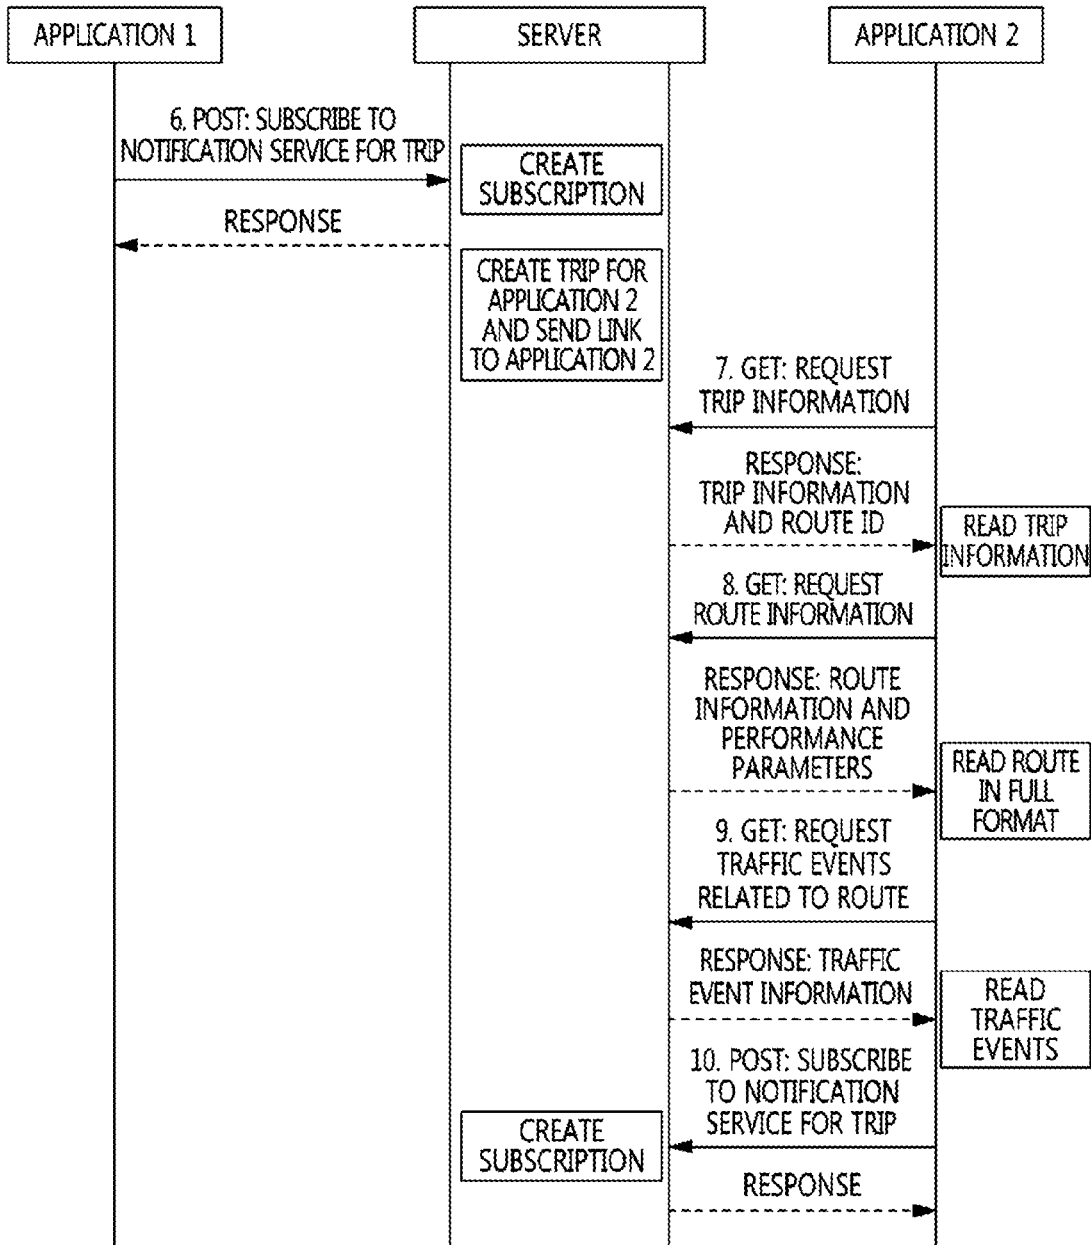 APPLICATION 1
SERVER
APPLICATION 2
6. POST: SUBSCRIBE TO
NOTIFICATION SERVICE FOR TRIP
CREATE
SUBSCRIPTION
RESPONSE
CREATE TRIP FOR
APPLICATION 2
AND SEND LINK
TO APPLICATION 2
7. GET: REQUEST
TRIP INFORMATION
RESPONSE:
TRIP INFORMATION
AND ROUTE ID
READ TRIP
INFORMATION
8. GET: REQUEST
ROUTE INFORMATION
RESPONSE: ROUTE
INFORMATION AND
PERFORMANCE
PARAMETERS
READ ROUTE
IN FULL
FORMAT
9. GET: REQUEST
TRAFFIC EVENTS
RELATED TO ROUTE
RESPONSE: TRAFFIC
EVENT INFORMATION
READ
TRAFFIC
EVENTS
10. POST: SUBSCRIBE
TO NOTIFICATION
SERVICE FOR TRIP
CREATE
SUBSCRIPTION
RESPONSE